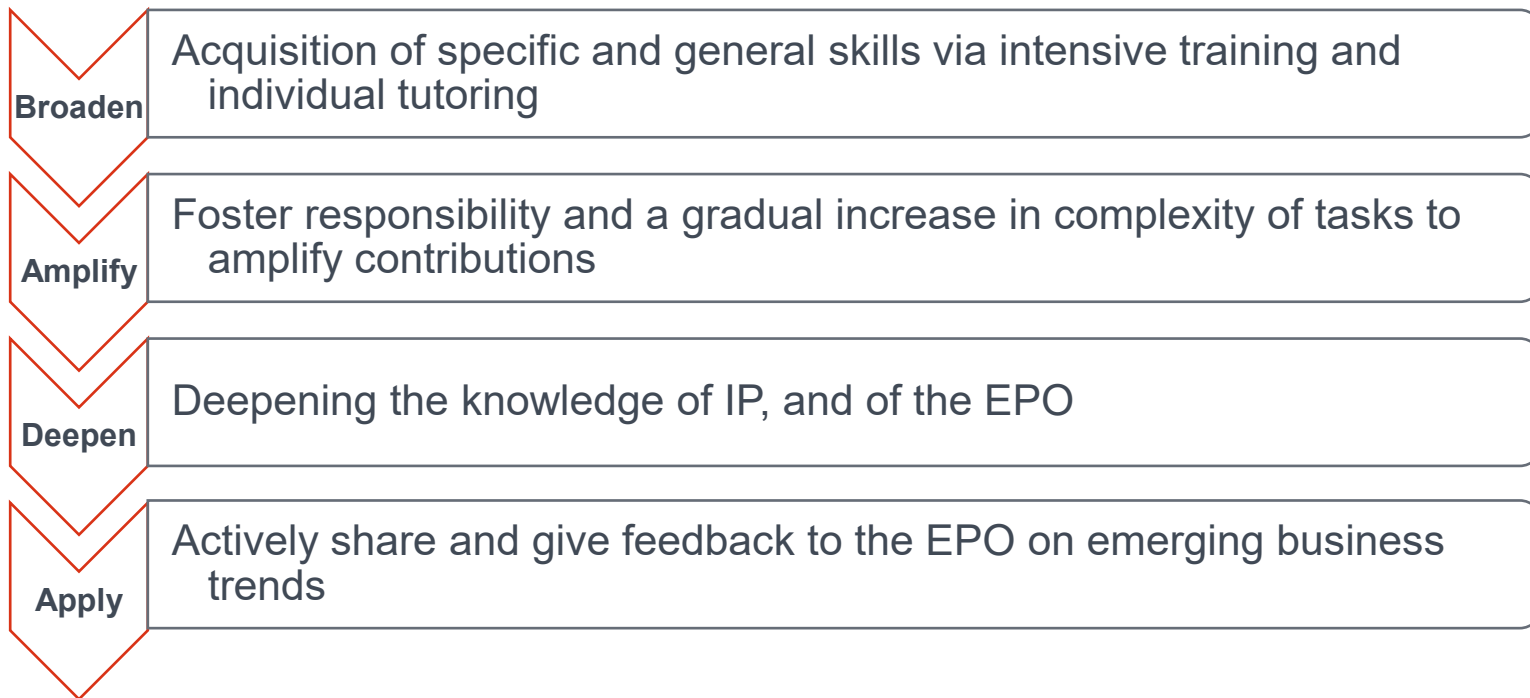 Broaden
Acquisition of specific and general skills via intensive training and
individual tutoring
Amplify
Foster responsibility and a gradual increase in complexity of tasks to
amplify contributions
Deepen
Deepening the knowledge of IP, and of the EPO
Apply
Actively share and give feedback to the EPO on emerging business
trends